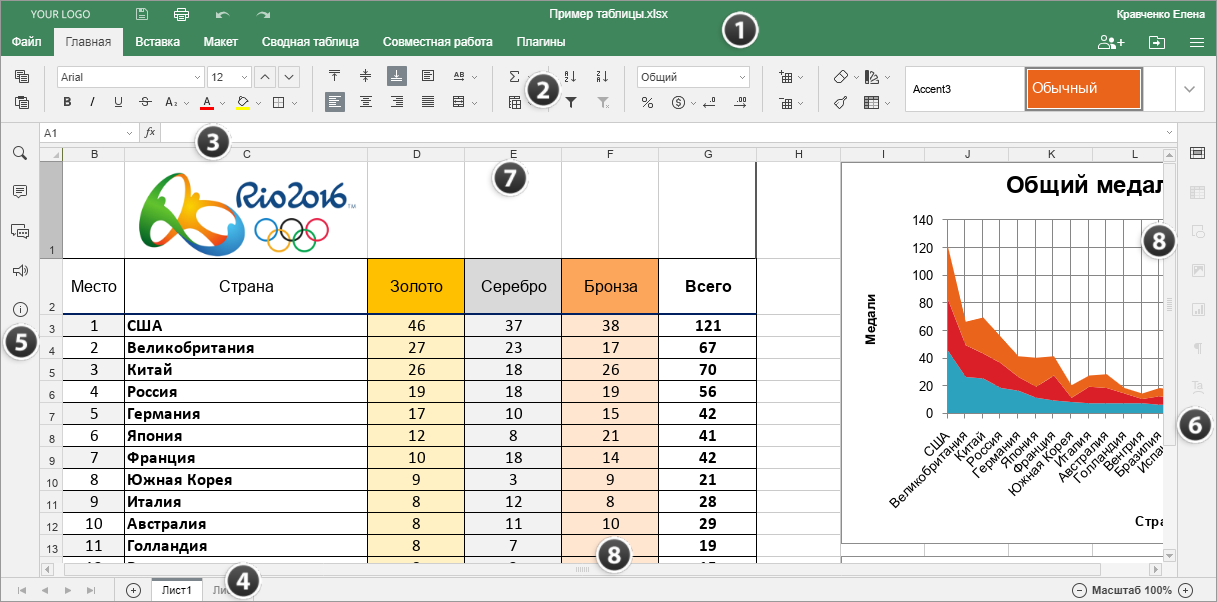 YOUR LOGO Пример таблицы.xlsx Кравченко Елена
1
Файл Главная Вставка Макет Сводная таблица Совместная работа Плагины
Arial 12 Общий
Accent3 Обычный
2
A1 fx
3
B C D E F G H I J K L
7
Rio2016™
Общий медал
1
140
120
100
80
60
40
20
0
Медали
8
2 Место Страна Золото Серебро Бронза Всего
3 1 США 46 37 38 121
4 2 Великобритания 27 23 17 67
5 3 Китай 26 18 26 70
6 4 Россия 19 18 19 56
7 5 Германия 17 10 15 42
8 6 Япония 12 8 21 41
9 7 Франция 10 18 14 42
10 8 Южная Корея 9 3 9 21
11 9 Италия 8 12 8 28
12 10 Австралия 8 11 10 29
13 11 Голландия 8 7 19
5
6
США
Великобритания
Китай
Россия
Германия
Япония
Франция
Южная Корея
Италия
Австралия
Голландия
Венгрия
Бразилия
Испа
Стра
8
4
Лист1 Ли
Масштаб 100%